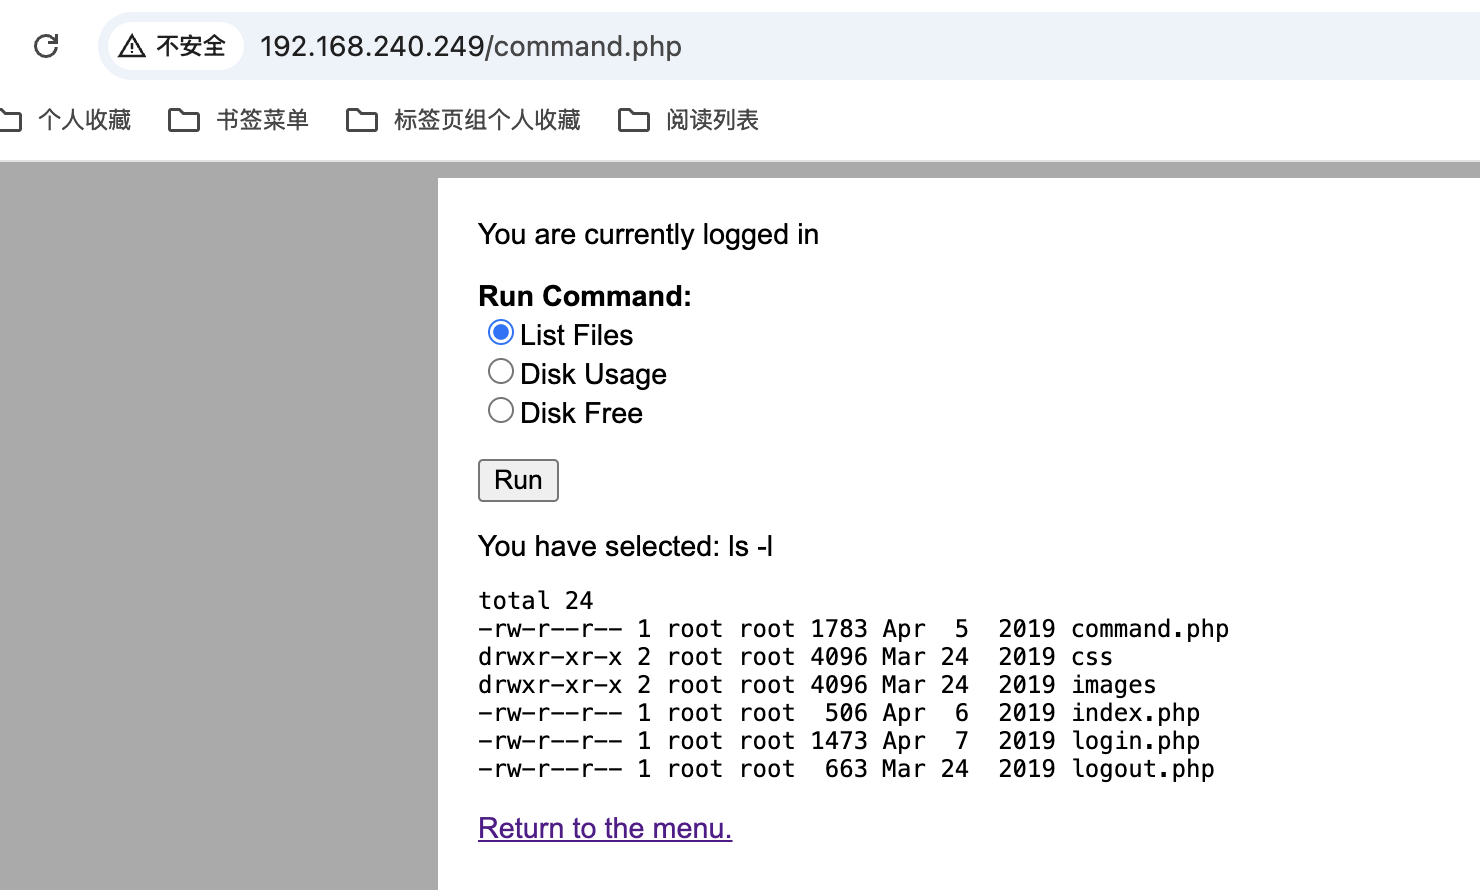 不安全 192.168.240.249/command.php
个人收藏 书签菜单 标签页组个人收藏 阅读列表
You are currently logged in
Run Command:
List Files
Disk Usage
Disk Free
Run
You have selected: ls -l
total 24
-rw-r--r-- 1 root root 1783 Apr  5  2019 command.php
drwxr-xr-x 2 root root 4096 Mar 24  2019 css
drwxr-xr-x 2 root root 4096 Mar 24  2019 images
-rw-r--r-- 1 root root  506 Apr  6  2019 index.php
-rw-r--r-- 1 root root 1473 Apr  7  2019 login.php
-rw-r--r-- 1 root root  663 Mar 24  2019 logout.php
Return to the menu.